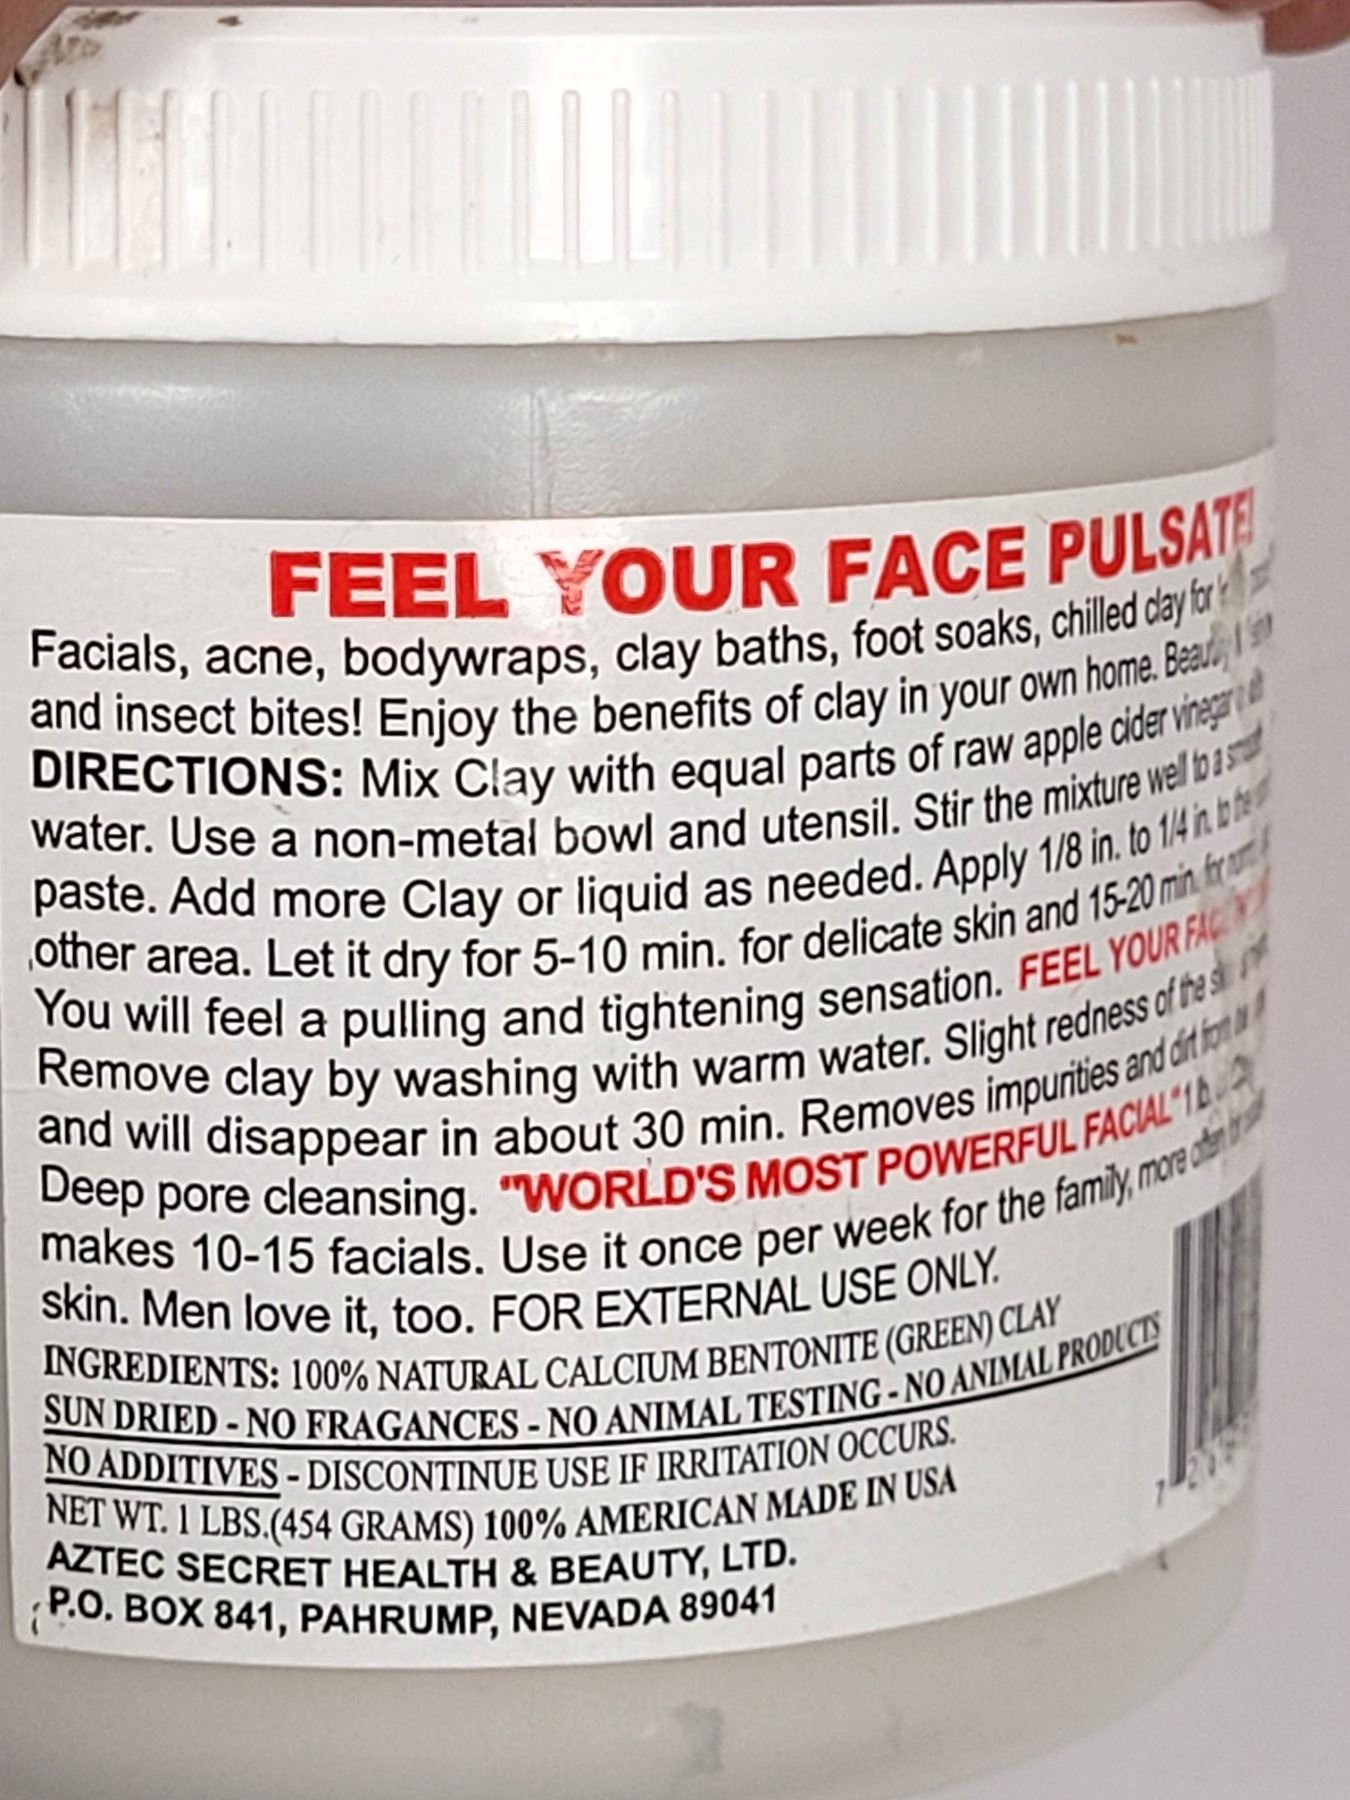 FEEL YOUR FACE PULSATE!
Facials, acne, bodywraps, clay baths, foot soaks, chilled clay for
and insect bites! Enjoy the benefits of clay in your own home.
DIRECTIONS: Mix Clay with equal parts of raw apple cider vinegar
water. Use a non-metal bowl and utensil. Stir the mixture well to a smooth
paste. Add more Clay or liquid as needed. Apply 1/8 in. to 1/4 in. to the
other area. Let it dry for 5-10 min. for delicate skin and 15-20 min. for
You will feel a pulling and tightening sensation. FEEL YOUR
Remove clay by washing with warm water. Slight redness of the
and will disappear in about 30 min. Removes impurities and dirt from
Deep pore cleansing. "WORLD'S MOST POWERFUL FACIAL" 1 lb.
makes 10-15 facials. Use it once per week for the family, more often for
skin. Men love it, too. FOR EXTERNAL USE ONLY.
INGREDIENTS: 100% NATURAL CALCIUM BENTONITE (GREEN) CLAY
SUN DRIED - NO FRAGANCES - NO ANIMAL TESTING - NO ANIMAL PRODUCTS
NO ADDITIVES - DISCONTINUE USE IF IRRITATION OCCURS.
NET WT. 1 LBS.(454 GRAMS) 100% AMERICAN MADE IN USA
AZTEC SECRET HEALTH & BEAUTY, LTD.
P.O. BOX 841, PAHRUMP, NEVADA 89041